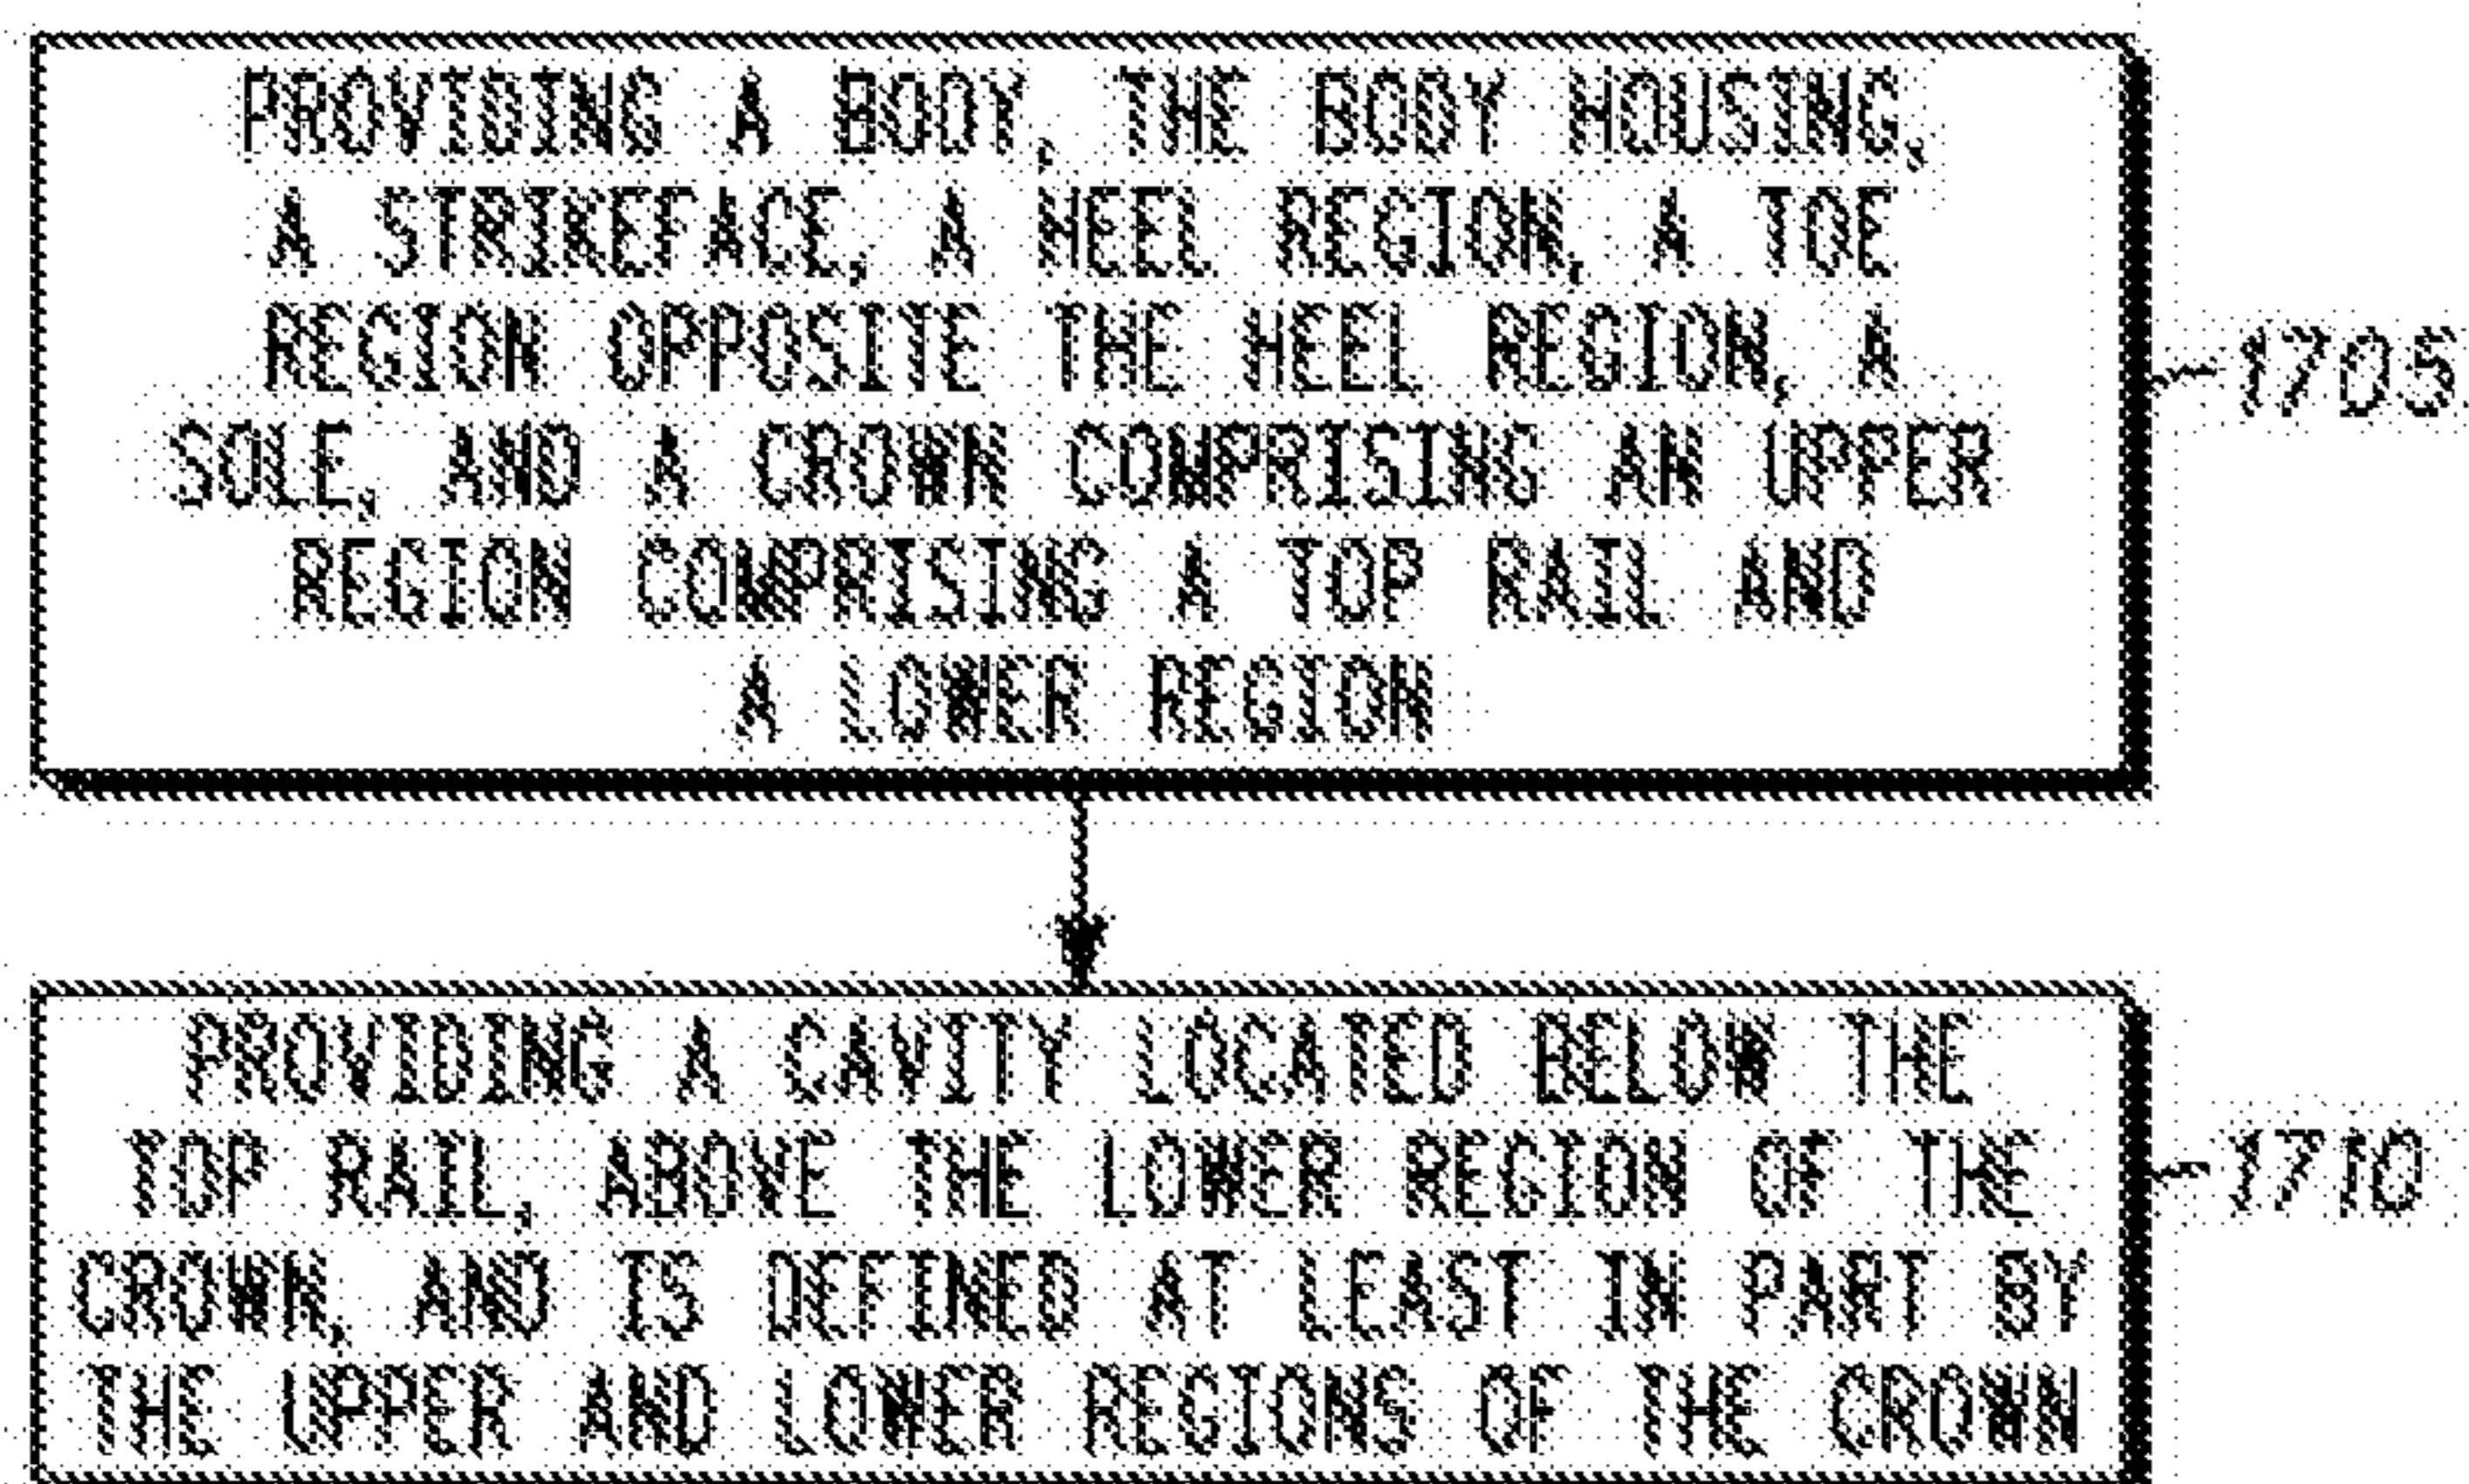 PROVIDING A BODY, THE BODY HOUSING,
A STRIKEFACE, A HEEL REGION, A TOE
REGION OPPOSITE THE HEEL REGION, A
SOLE, AND A CROWN COMPRISING AN UPPER
REGION COMPRISING A TOP RAIL AND
A LOWER REGION
1705
PROVIDING A CAVITY LOCATED BELOW THE
TOP RAIL, ABOVE THE LOWER REGION OF THE
CROWN, AND IS DEFINED AT LEAST IN PART BY
THE UPPER AND LOWER REGIONS OF THE CROWN
1710